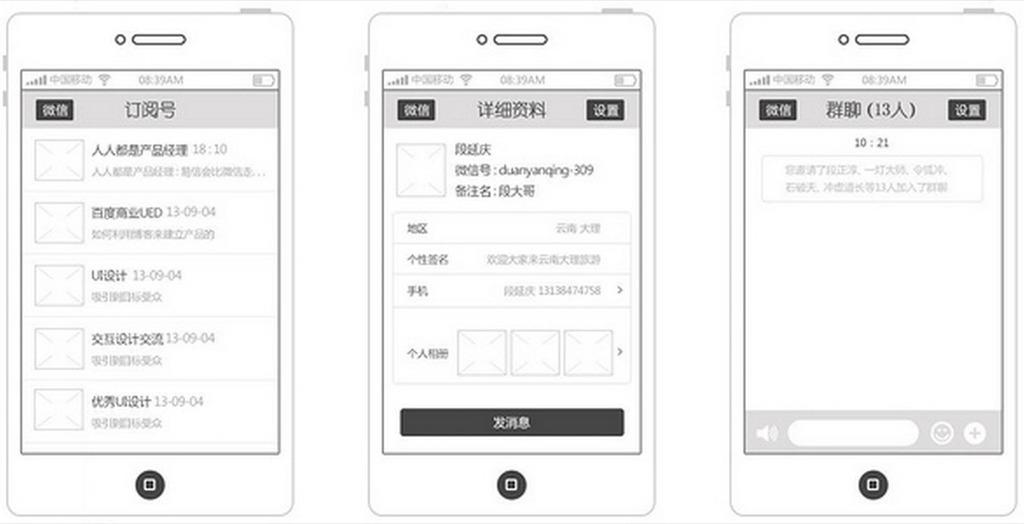 中国移动 08:39AM
微信 订阅号
人人都是产品经理 18:10
人人都是产品经理:易信会比微信走...
百度商业UED 13-09-04
如何利用博客来建立产品的
UI设计 13-09-04
吸引到目标受众
交互设计交流 13-09-04
吸引到目标受众
优秀UI设计 13-09-04
吸引到目标受众
中国移动 08:39AM
微信 详细资料 设置
段延庆
微信号:duanyanqing-309
备注名:段大哥
地区 云南 大理
个性签名 欢迎大家来云南大理旅游
手机 段延庆 13138474758 >
个人相册 >
发消息
中国移动 08:39AM
微信 群聊(13人) 设置
10:21
您邀请了段正淳、一灯大师、令狐冲、
石破天、冲虚道长等13人加入了群聊